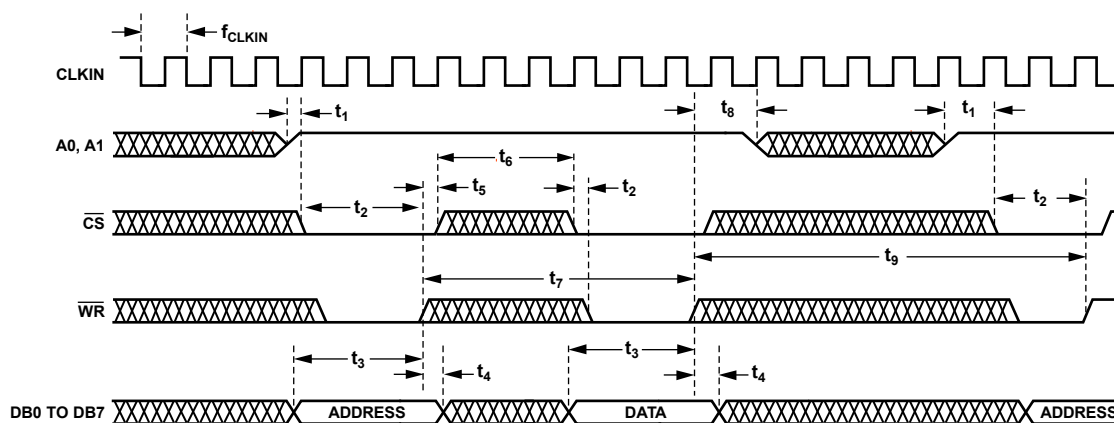 fCLKIN
CLKIN
t1
t8
t1
A0, A1
t6
t5
t2
t2
t2
CS
t9
t7
WR
t3
t3
t4
t4
DB0 TO DB7
ADDRESS
DATA
ADDRESS